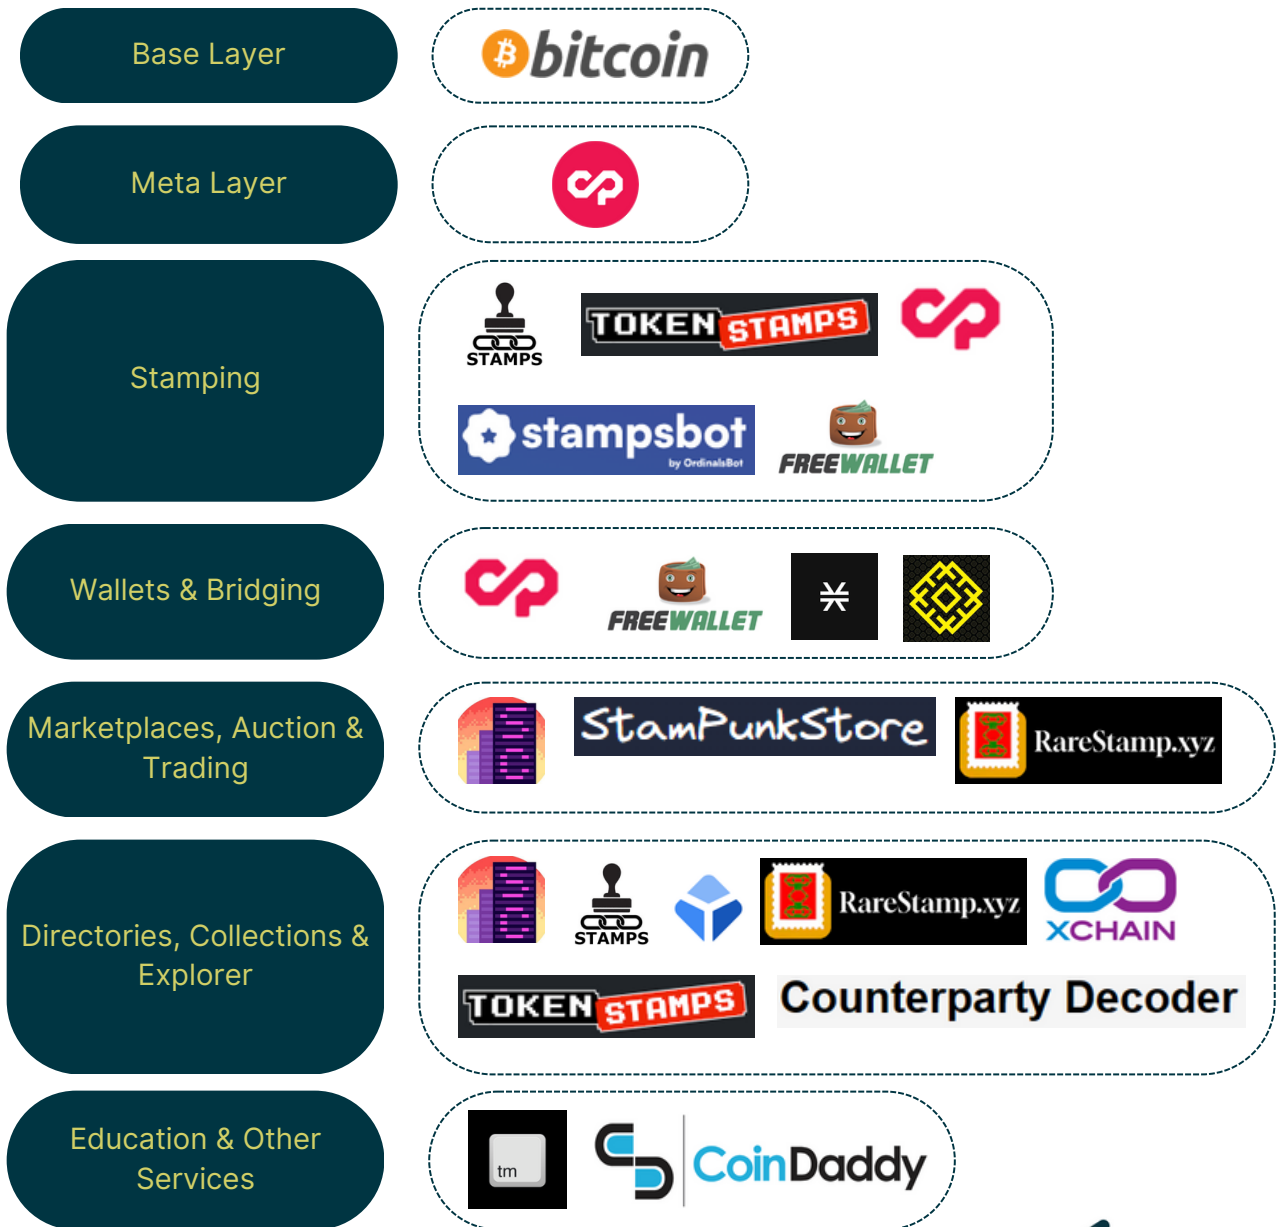 Base Layer
bitcoin
Meta Layer
Stamping
STAMPS
TOKEN STAMPS
stampsbot
by OrdinalsBot
FREEWALLET
Wallets & Bridging
FREEWALLET
Marketplaces, Auction &
Trading
StamPunkStore
RareStamp.xyz
Directories, Collections &
Explorer
STAMPS
RareStamp.xyz
XCHAIN
TOKEN STAMPS
Counterparty Decoder
Education & Other
Services
tm
CoinDaddy